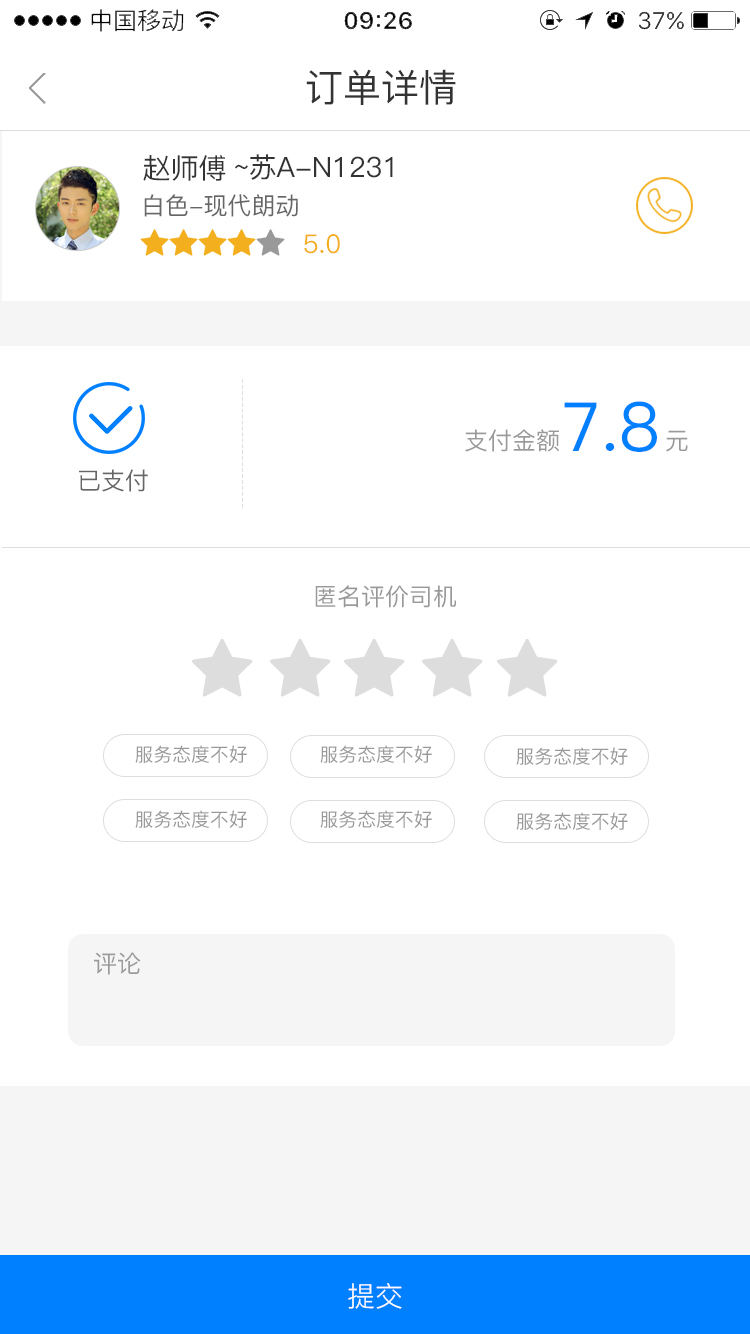 中国移动 09:26 37%
订单详情
赵师傅 ~苏A-N1231
白色-现代朗动
5.0
已支付
支付金额 7.8 元
匿名评价司机
服务态度不好 服务态度不好 服务态度不好
服务态度不好 服务态度不好 服务态度不好
评论
提交